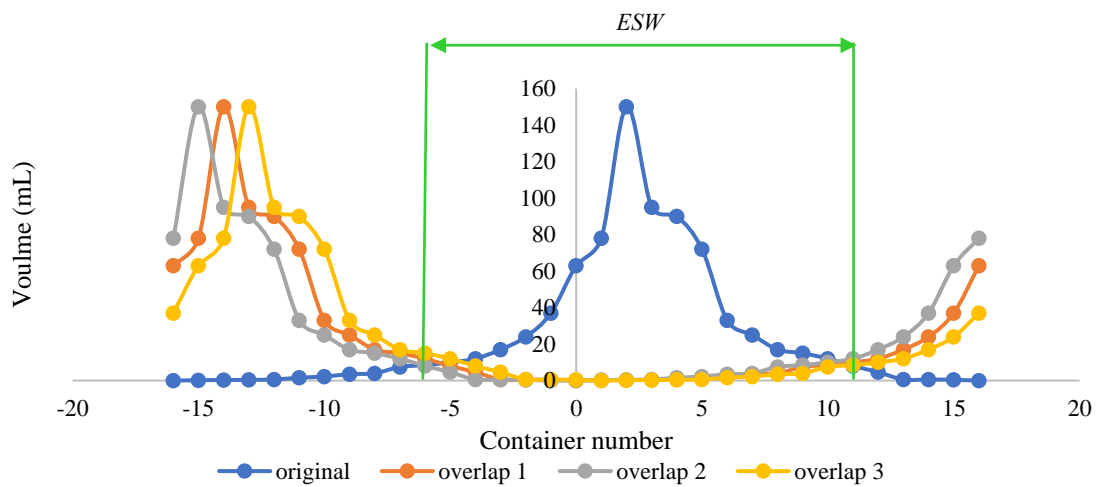 ESW
160
140
120
100
80
60
40
20
0
Voulme (mL)
-20 -15 -10 -5 0 5 10 15 20
Container number
original overlap 1 overlap 2 overlap 3